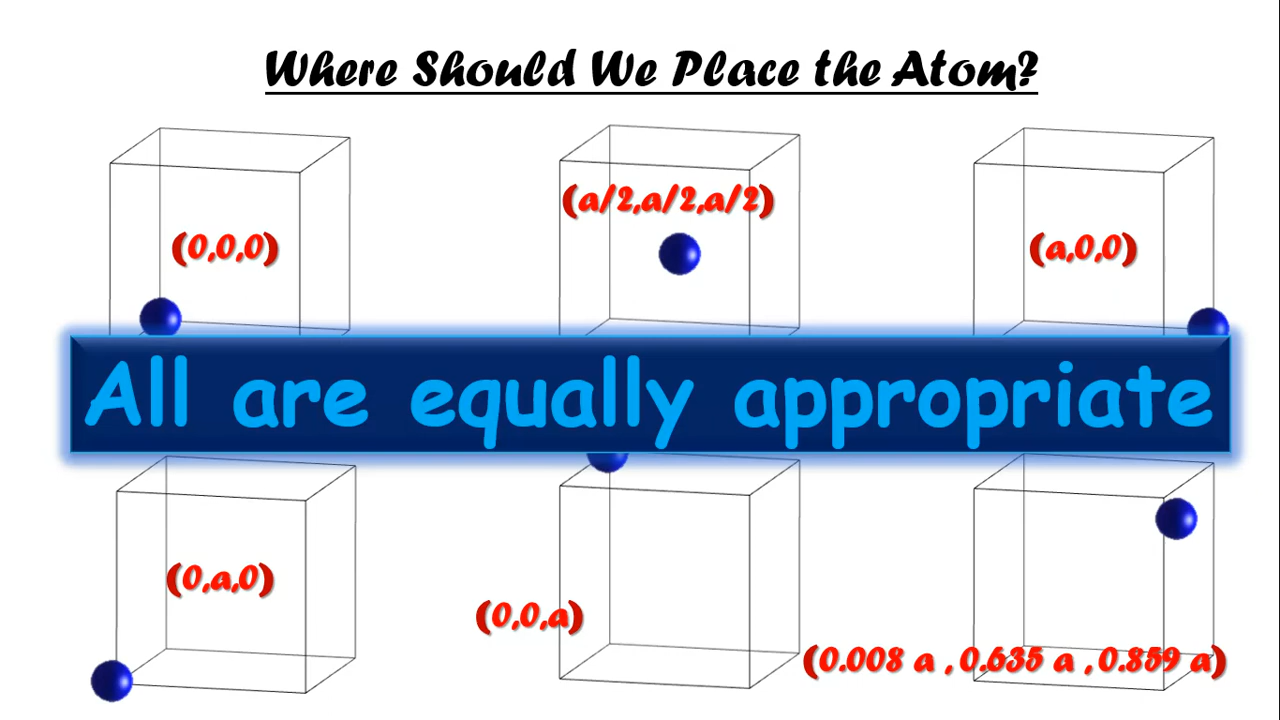 Where Should We Place the Atom?
(0,0,0)
(a/2,a/2,a/2)
(a,0,0)
All are equally appropriate
(0,a,0)
(0,0,a)
(0.008 a , 0.635 a , 0.859 a)